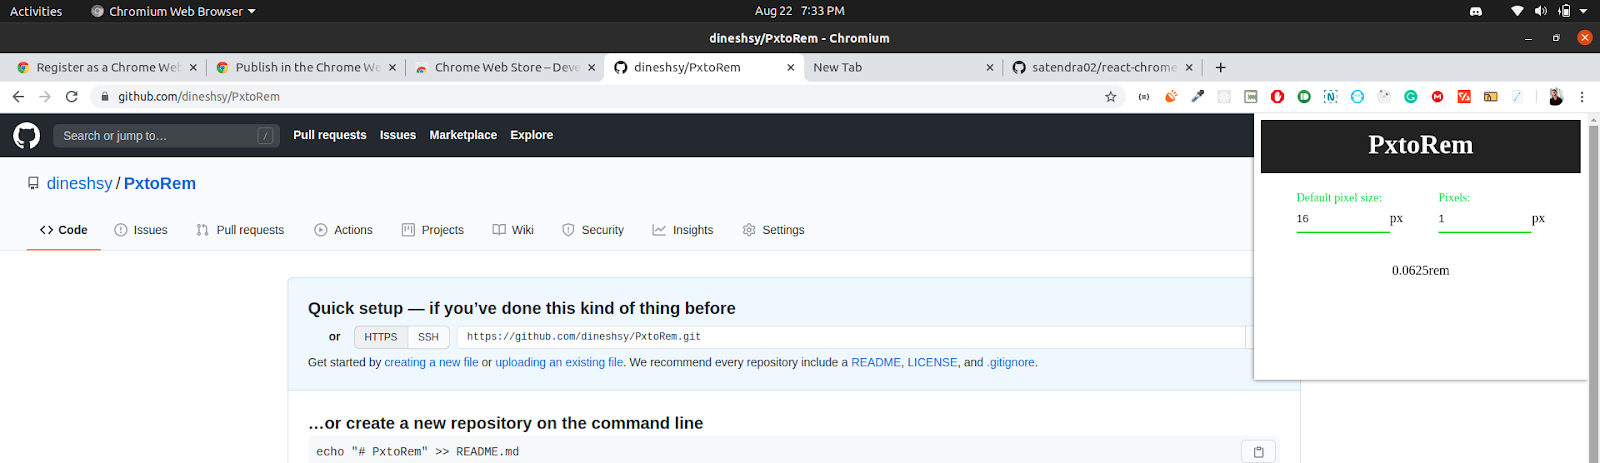 Activities Chromium Web Browser Aug 22 7:33 PM
dineshsy/PxtoRem - Chromium
Register as a Chrome Web Publish in the Chrome We Chrome Web Store – Deve dineshsy/PxtoRem New Tab satendra02/react-chrome
github.com/dineshsy/PxtoRem
Search or jump to… / Pull requests Issues Marketplace Explore
PxtoRem
dineshsy / PxtoRem
Default pixel size: Pixels:
16 px 1 px
Code Issues Pull requests Actions Projects Wiki Security Insights Settings
0.0625rem
Quick setup — if you’ve done this kind of thing before
or HTTPS SSH https://github.com/dineshsy/PxtoRem.git
Get started by creating a new file or uploading an existing file. We recommend every repository include a README, LICENSE, and .gitignore.
…or create a new repository on the command line
echo "# PxtoRem" >> README.md